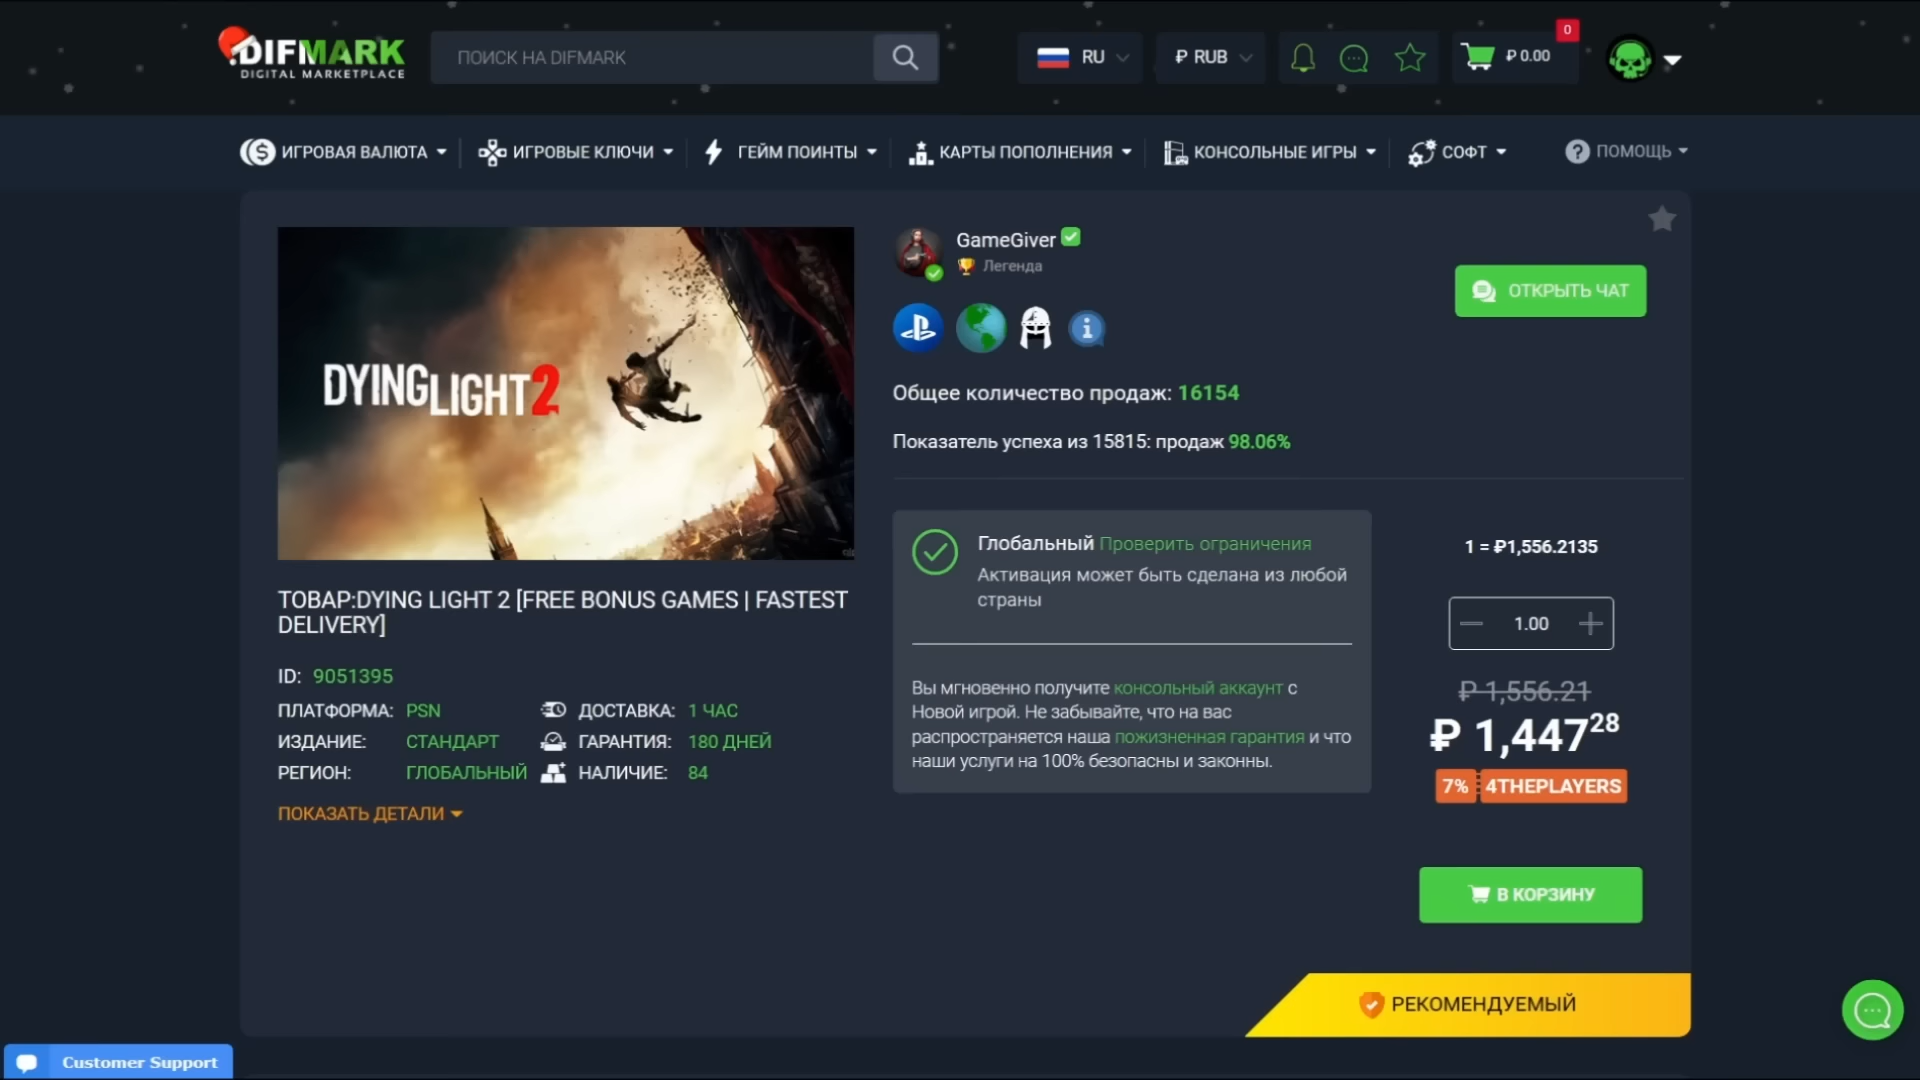 DIFMARK
DIGITAL MARKETPLACE
ПОИСК НА DIFMARK
RU
₽ RUB
₽ 0.00
0
ИГРОВАЯ ВАЛЮТА
ИГРОВЫЕ КЛЮЧИ
ГЕЙМ ПОИНТЫ
КАРТЫ ПОПОЛНЕНИЯ
КОНСОЛЬНЫЕ ИГРЫ
СОФТ
ПОМОЩЬ
DYING LIGHT 2
GameGiver
Легенда
ОТКРЫТЬ ЧАТ
Общее количество продаж: 16154
Показатель успеха из 15815: продаж 98.06%
ТОВАР:DYING LIGHT 2 [FREE BONUS GAMES | FASTEST
DELIVERY]
ID: 9051395
ПЛАТФОРМА: PSN
ДОСТАВКА: 1 ЧАС
ИЗДАНИЕ: СТАНДАРТ
ГАРАНТИЯ: 180 ДНЕЙ
РЕГИОН: ГЛОБАЛЬНЫЙ
НАЛИЧИЕ: 84
ПОКАЗАТЬ ДЕТАЛИ
Глобальный Проверить ограничения
Активация может быть сделана из любой
страны
Вы мгновенно получите консольный аккаунт с
Новой игрой. Не забывайте, что на вас
распространяется наша пожизненная гарантия и что
наши услуги на 100% безопасны и законны.
1 = ₽1,556.2135
1.00
₽ 1,556.21
₽ 1,447 28
7% 4THEPLAYERS
В КОРЗИНУ
РЕКОМЕНДУЕМЫЙ
Customer Support